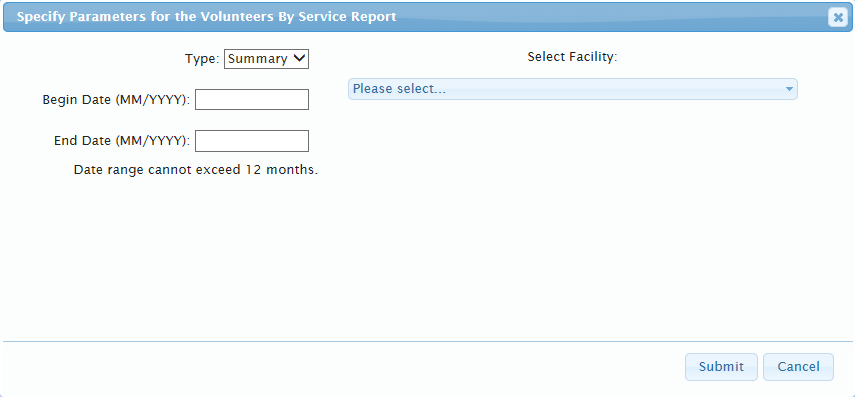 Specify Parameters for the Volunteers By Service Report
Type: Summary
Select Facility:
Please select...
Begin Date (MM/YYYY):
End Date (MM/YYYY):
Date range cannot exceed 12 months.
Submit Cancel